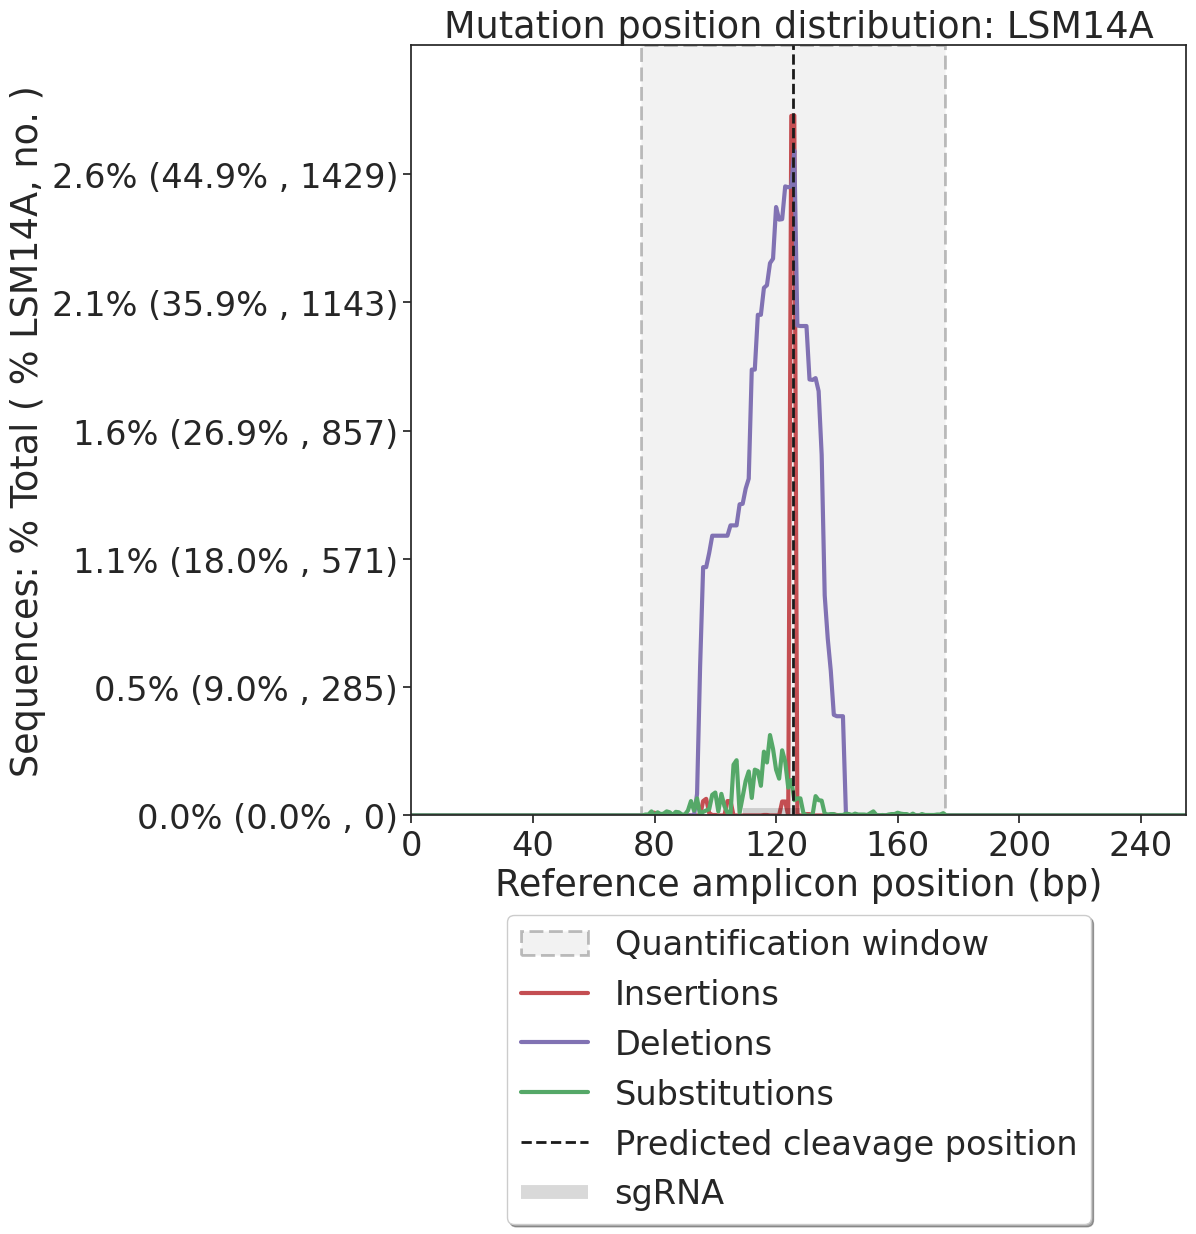 Mutation position distribution: LSM14A
Sequences: % Total ( % LSM14A, no. )
2.6% (44.9% , 1429)
2.1% (35.9% , 1143)
1.6% (26.9% , 857)
1.1% (18.0% , 571)
0.5% (9.0% , 285)
0.0% (0.0% , 0)
0 40 80 120 160 200 240
Reference amplicon position (bp)
Quantification window
Insertions
Deletions
Substitutions
Predicted cleavage position
sgRNA